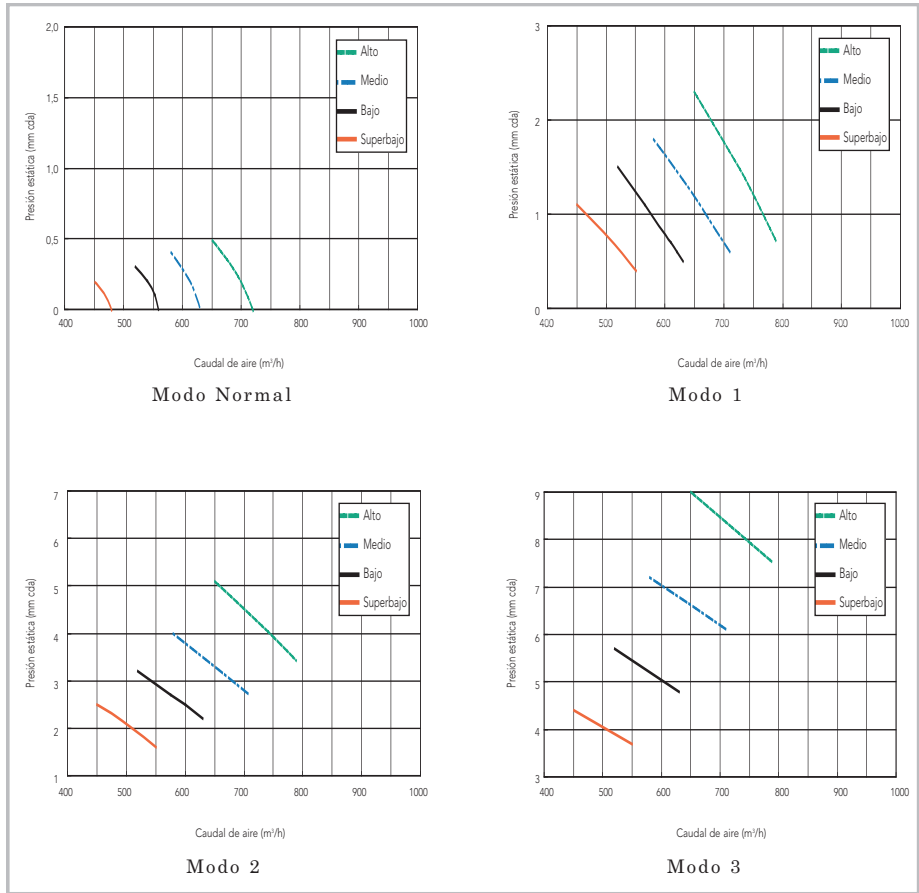 2,0
1,5
1,0
0,5
0
Presión estática (mm cda)
Alto
Medio
Bajo
Superbajo
400 500 600 700 800 900 1000
Caudal de aire (m³/h)
Modo Normal
3
2
1
0
Presión estática (mm cda)
Alto
Medio
Bajo
Superbajo
400 500 600 700 800 900 1000
Caudal de aire (m³/h)
Modo 1
7
6
5
4
3
2
1
Presión estática (mm cda)
Alto
Medio
Bajo
Superbajo
400 500 600 700 800 900 1000
Caudal de aire (m³/h)
Modo 2
9
8
7
6
5
4
3
Presión estática (mm cda)
Alto
Medio
Bajo
Superbajo
400 500 600 700 800 900 1000
Caudal de aire (m³/h)
Modo 3